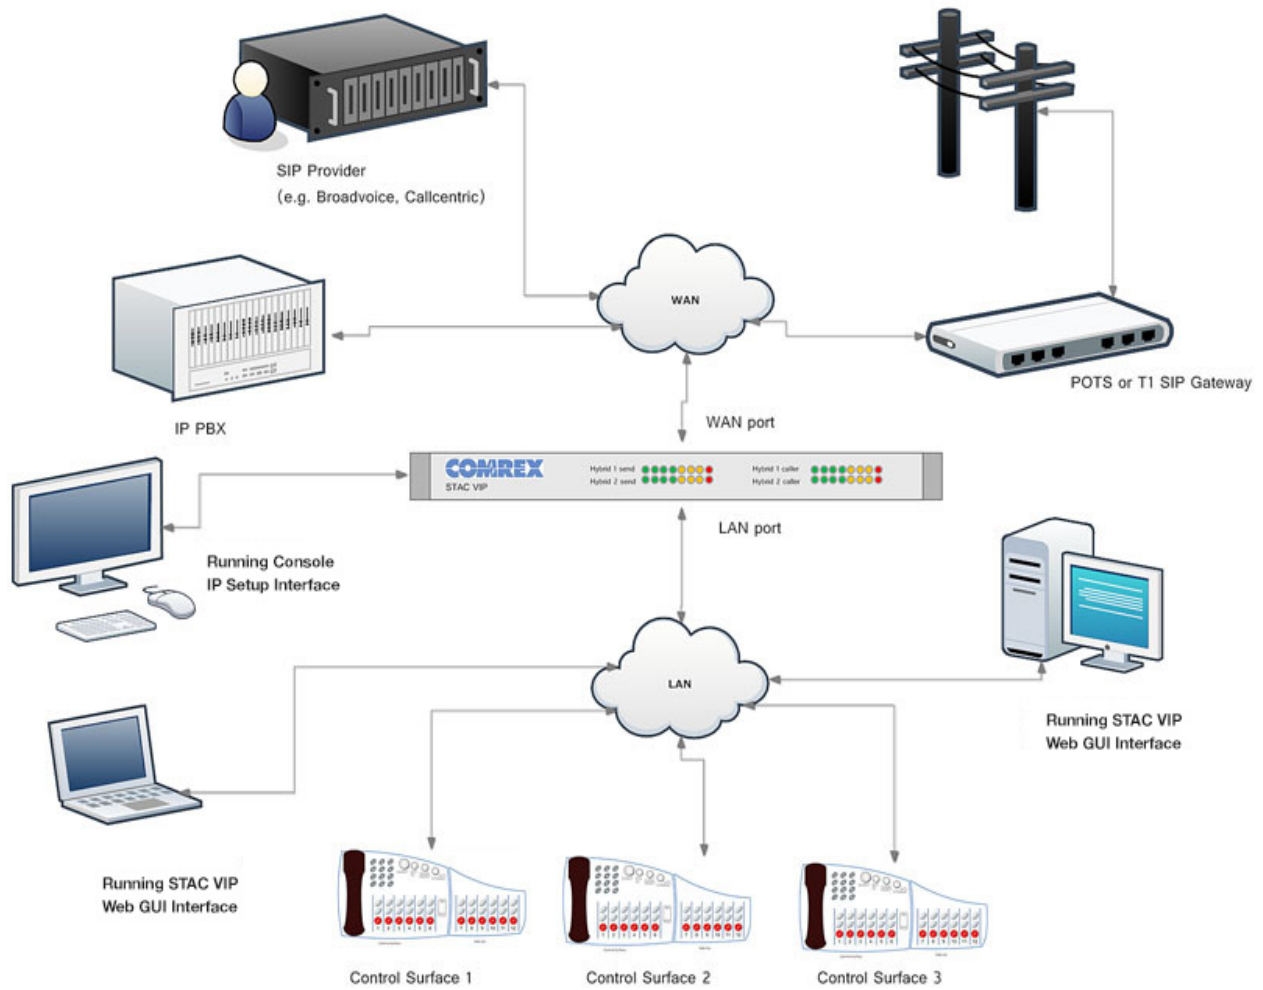 SIP Provider
(e.g. Broadvoice, Callcentric)
WAN
POTS or T1 SIP Gateway
IP PBX
WAN port
COMREX
STAC VIP
Hybrid 1 send
Hybrid 2 send
Hybrid 1 caller
Hybrid 2 caller
LAN port
Running Console
IP Setup Interface
LAN
Running STAC VIP
Web GUI Interface
Running STAC VIP
Web GUI Interface
Control Surface 1
Control Surface 2
Control Surface 3